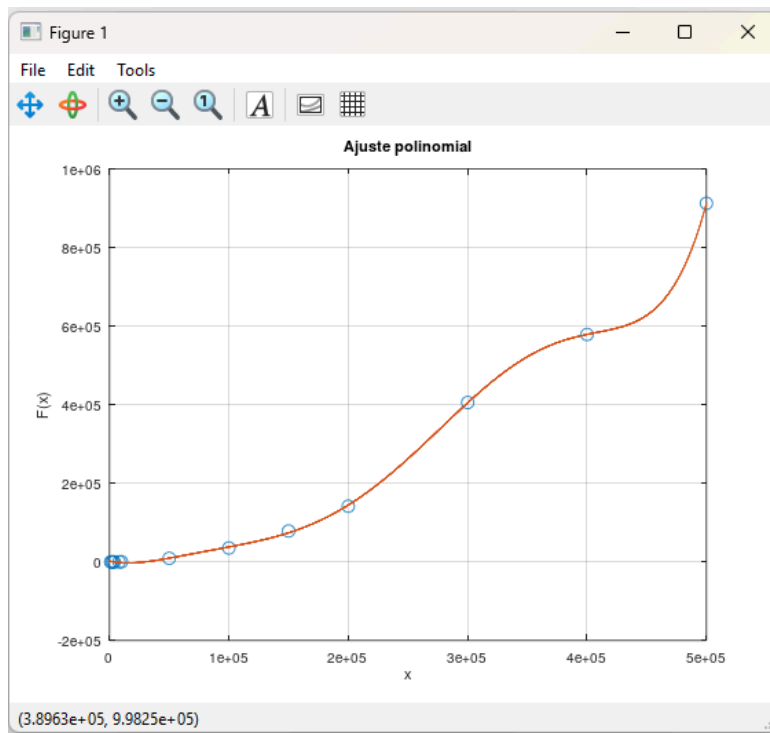 Figure 1
File Edit Tools
1 A
Ajuste polinomial
1e+06
8e+05
6e+05
4e+05
2e+05
0
-2e+05
F(x)
0 1e+05 2e+05 3e+05 4e+05 5e+05
x
(3.8963e+05, 9.9825e+05)